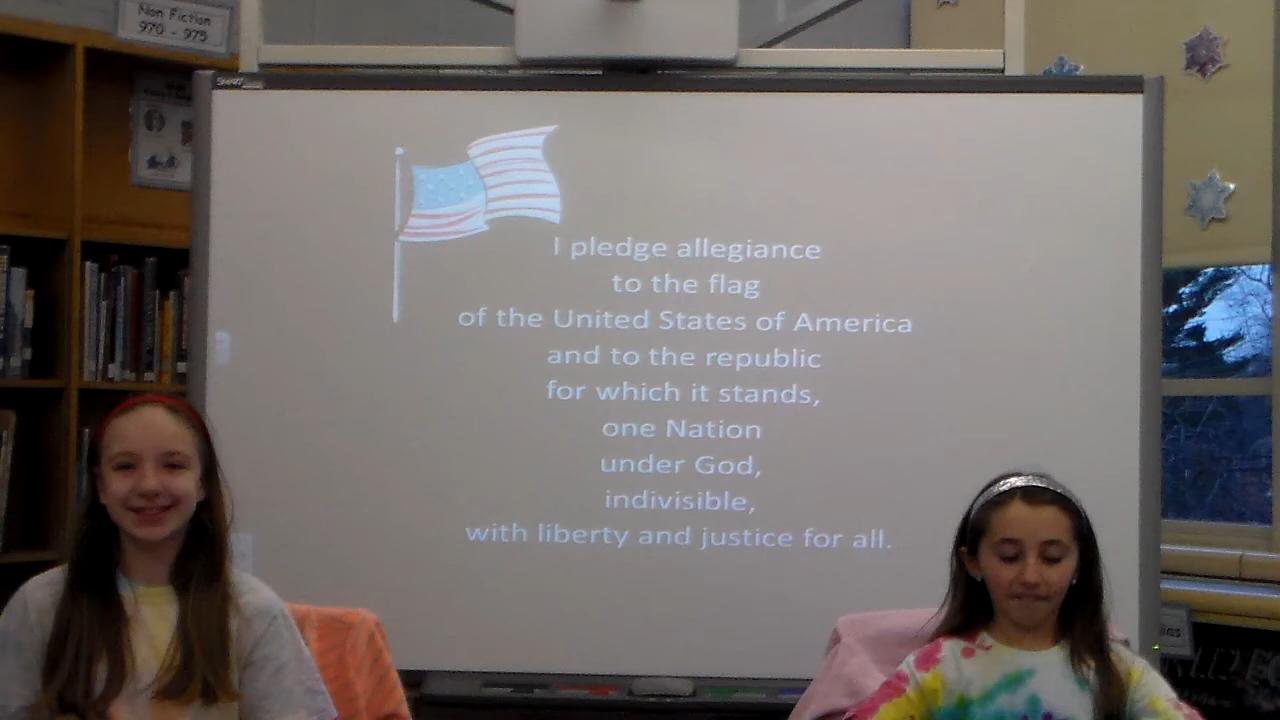 Non Fiction
970 - 975
SMART
I pledge allegiance
to the flag
of the United States of America
and to the republic
for which it stands,
one Nation
under God,
indivisible,
with liberty and justice for all.